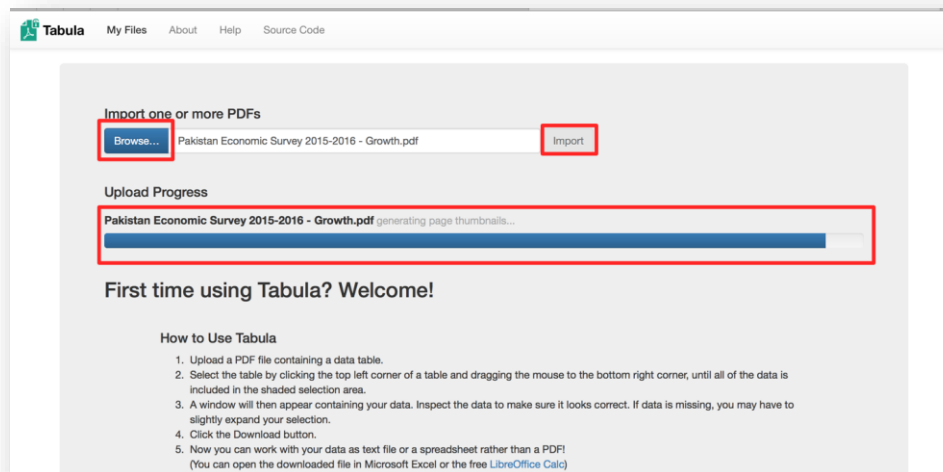 Tabula My Files About Help Source Code
Import one or more PDFs
Browse... Pakistan Economic Survey 2015-2016 - Growth.pdf Import
Upload Progress
Pakistan Economic Survey 2015-2016 - Growth.pdf generating page thumbnails...
First time using Tabula? Welcome!
How to Use Tabula
1. Upload a PDF file containing a data table.
2. Select the table by clicking the top left corner of a table and dragging the mouse to the bottom right corner, until all of the data is
included in the shaded selection area.
3. A window will then appear containing your data. Inspect the data to make sure it looks correct. If data is missing, you may have to
slightly expand your selection.
4. Click the Download button.
5. Now you can work with your data as text file or a spreadsheet rather than a PDF!
(You can open the downloaded file in Microsoft Excel or the free LibreOffice Calc)